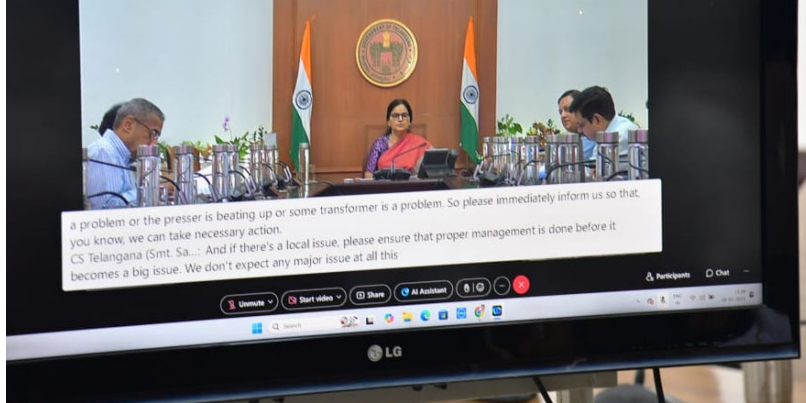 a problem or the presser is beating up or some transformer is a problem. So please immediately inform us so that,
you know, we can take necessary action.
CS Telangana (Smt. Sa...: And if there's a local issue, please ensure that proper management is done before it
becomes a big issue. We don't expect any major issue at all this
Participants
Chat
Unmute
Start video
Share
AI Assistant
Search
LG